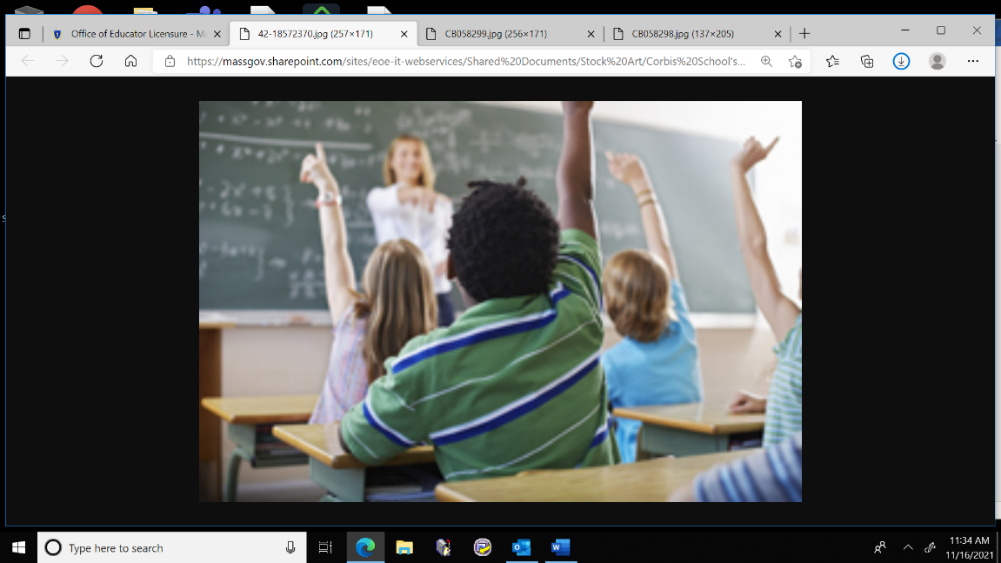 Office of Educator Licensure - M
42-18572370.jpg (257×171)
CB058299.jpg (256×171)
CB058298.jpg (137×205)
https://massgov.sharepoint.com/sites/eoe-it-webservices/Shared%20Documents/Stock%20Art/Corbis%20School's...
Type here to search
11:34 AM
11/16/2021